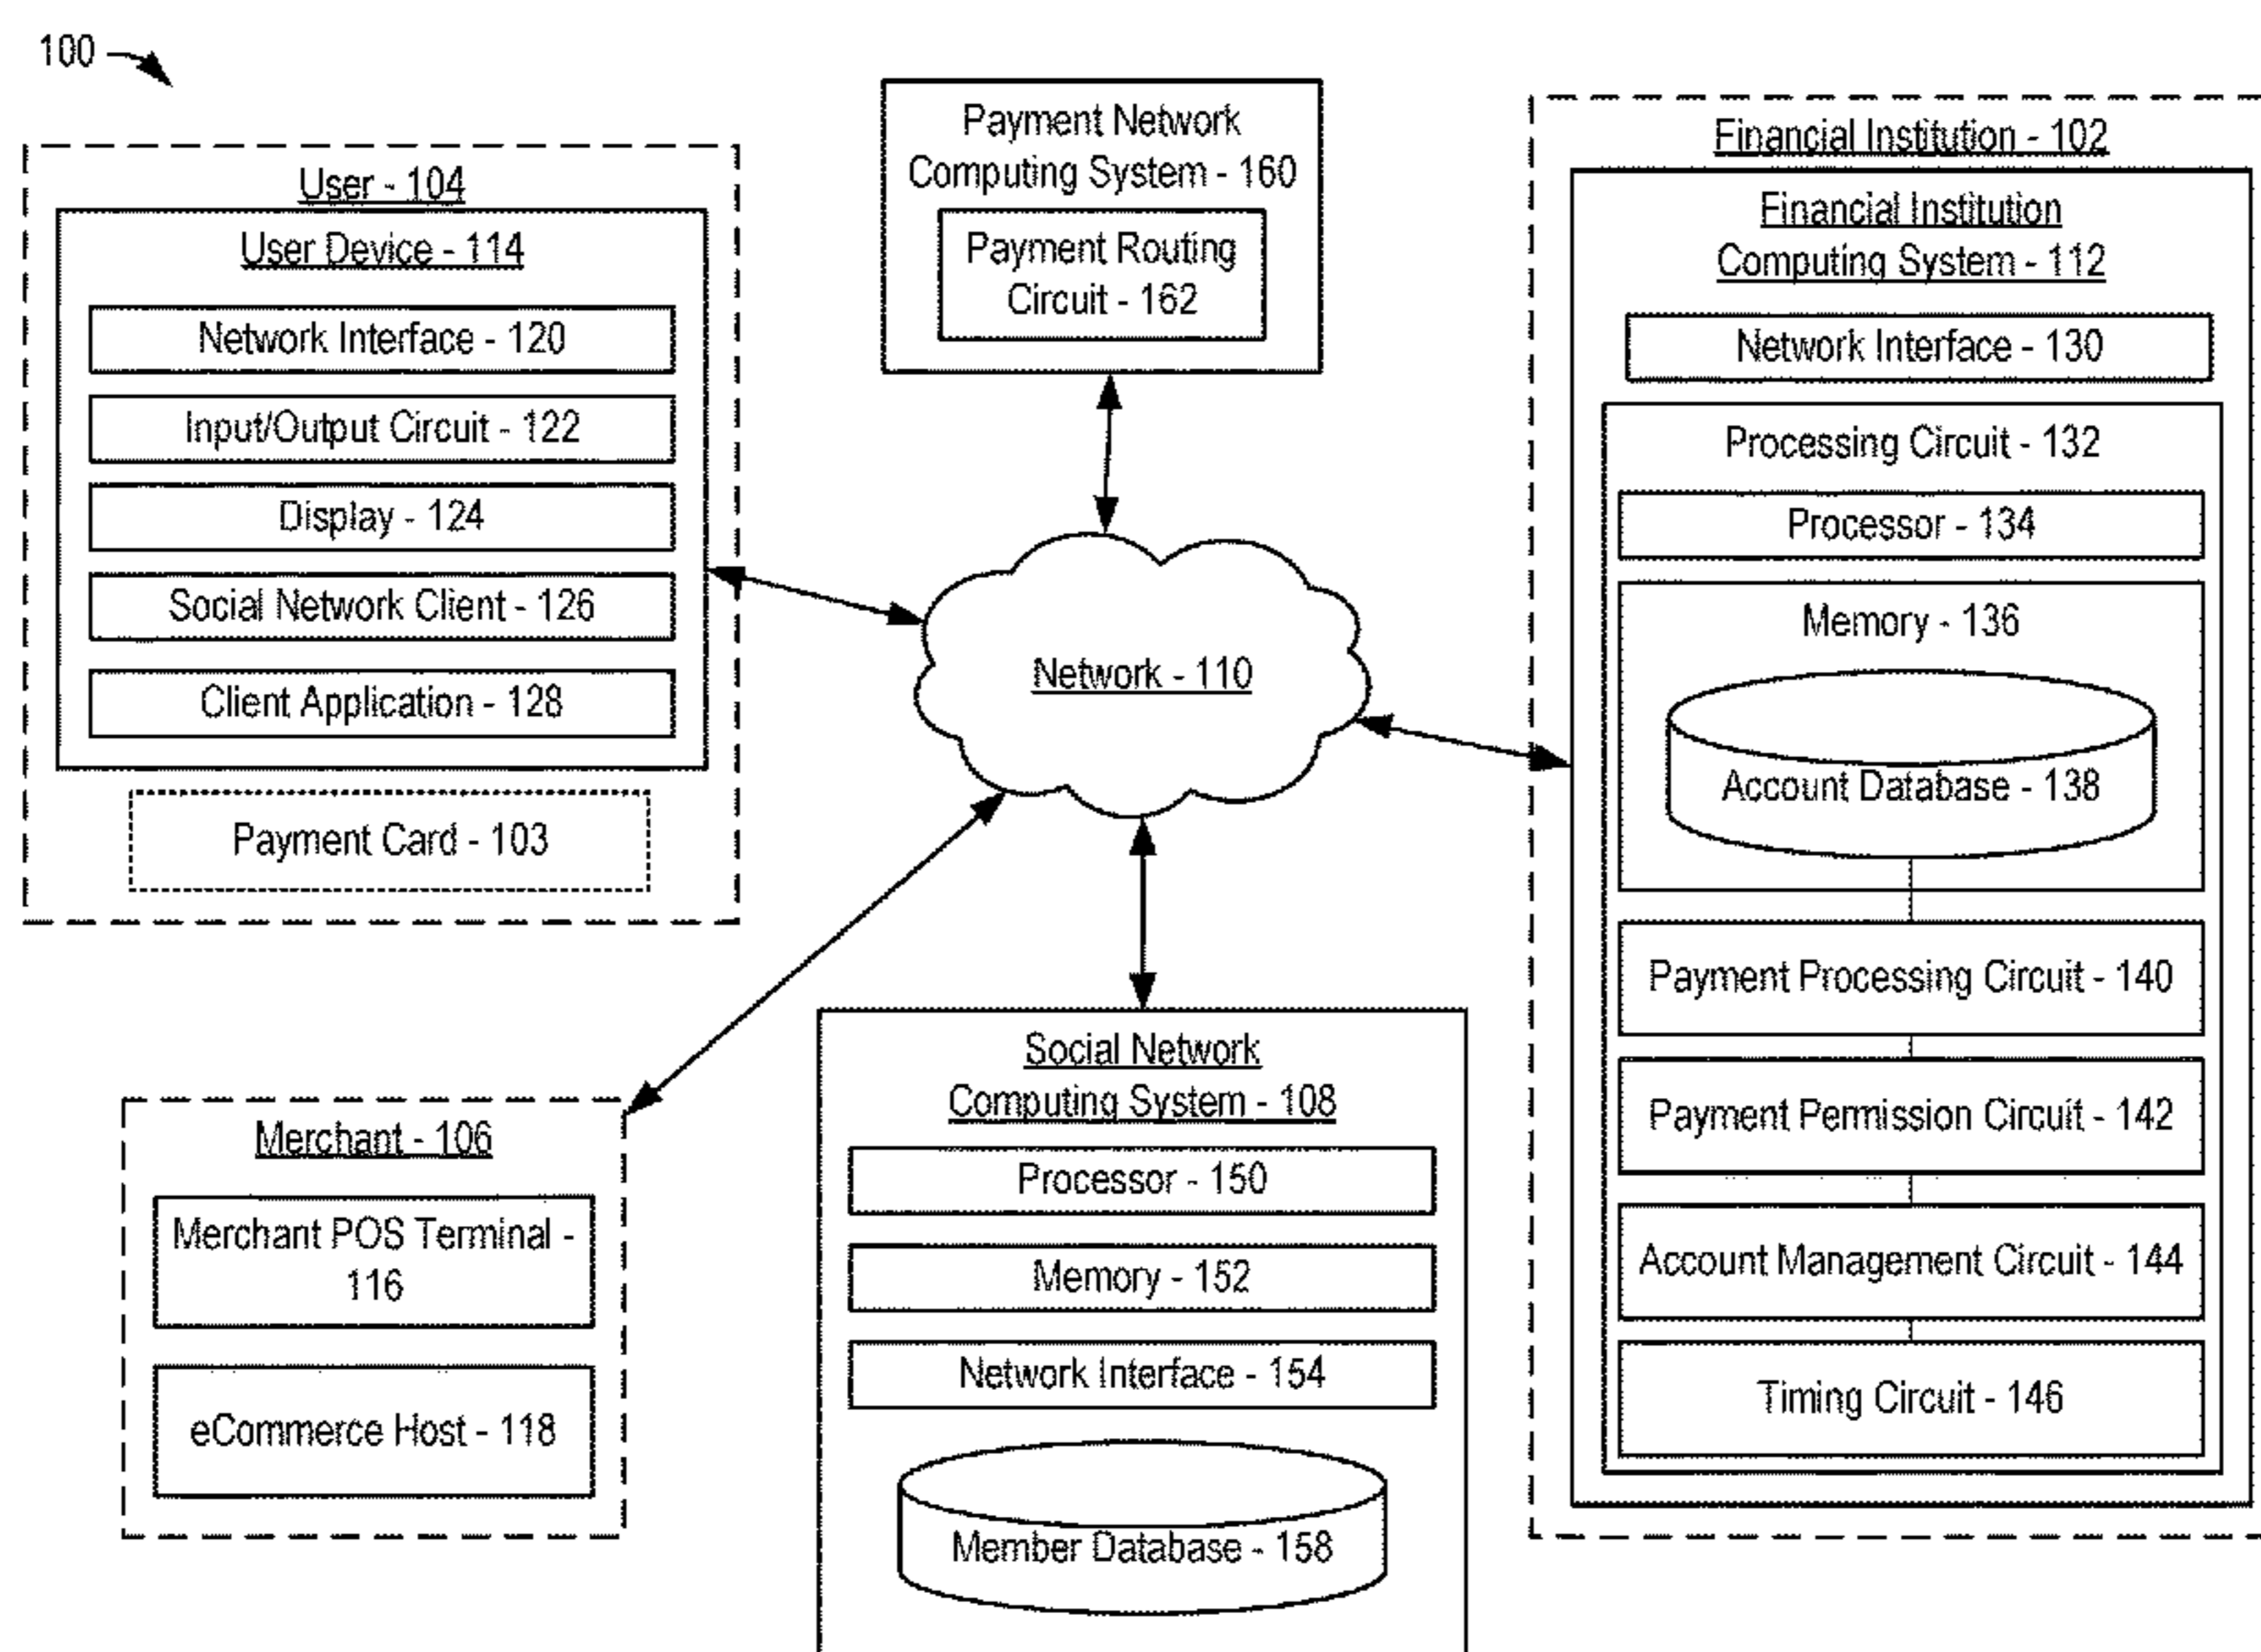 100
User - 104
User Device - 114
Network Interface - 120
Input/Output Circuit - 122
Display - 124
Social Network Client - 126
Client Application - 128
Payment Card - 103
Payment Network
Computing System - 160
Payment Routing
Circuit - 162
Network - 110
Financial Institution - 102
Financial Institution
Computing System - 112
Network Interface - 130
Processing Circuit - 132
Processor - 134
Memory - 136
Account Database - 138
Payment Processing Circuit - 140
Payment Permission Circuit - 142
Account Management Circuit - 144
Timing Circuit - 146
Merchant - 106
Merchant POS Terminal -
116
eCommerce Host - 118
Social Network
Computing System - 108
Processor - 150
Memory - 152
Network Interface - 154
Member Database - 158